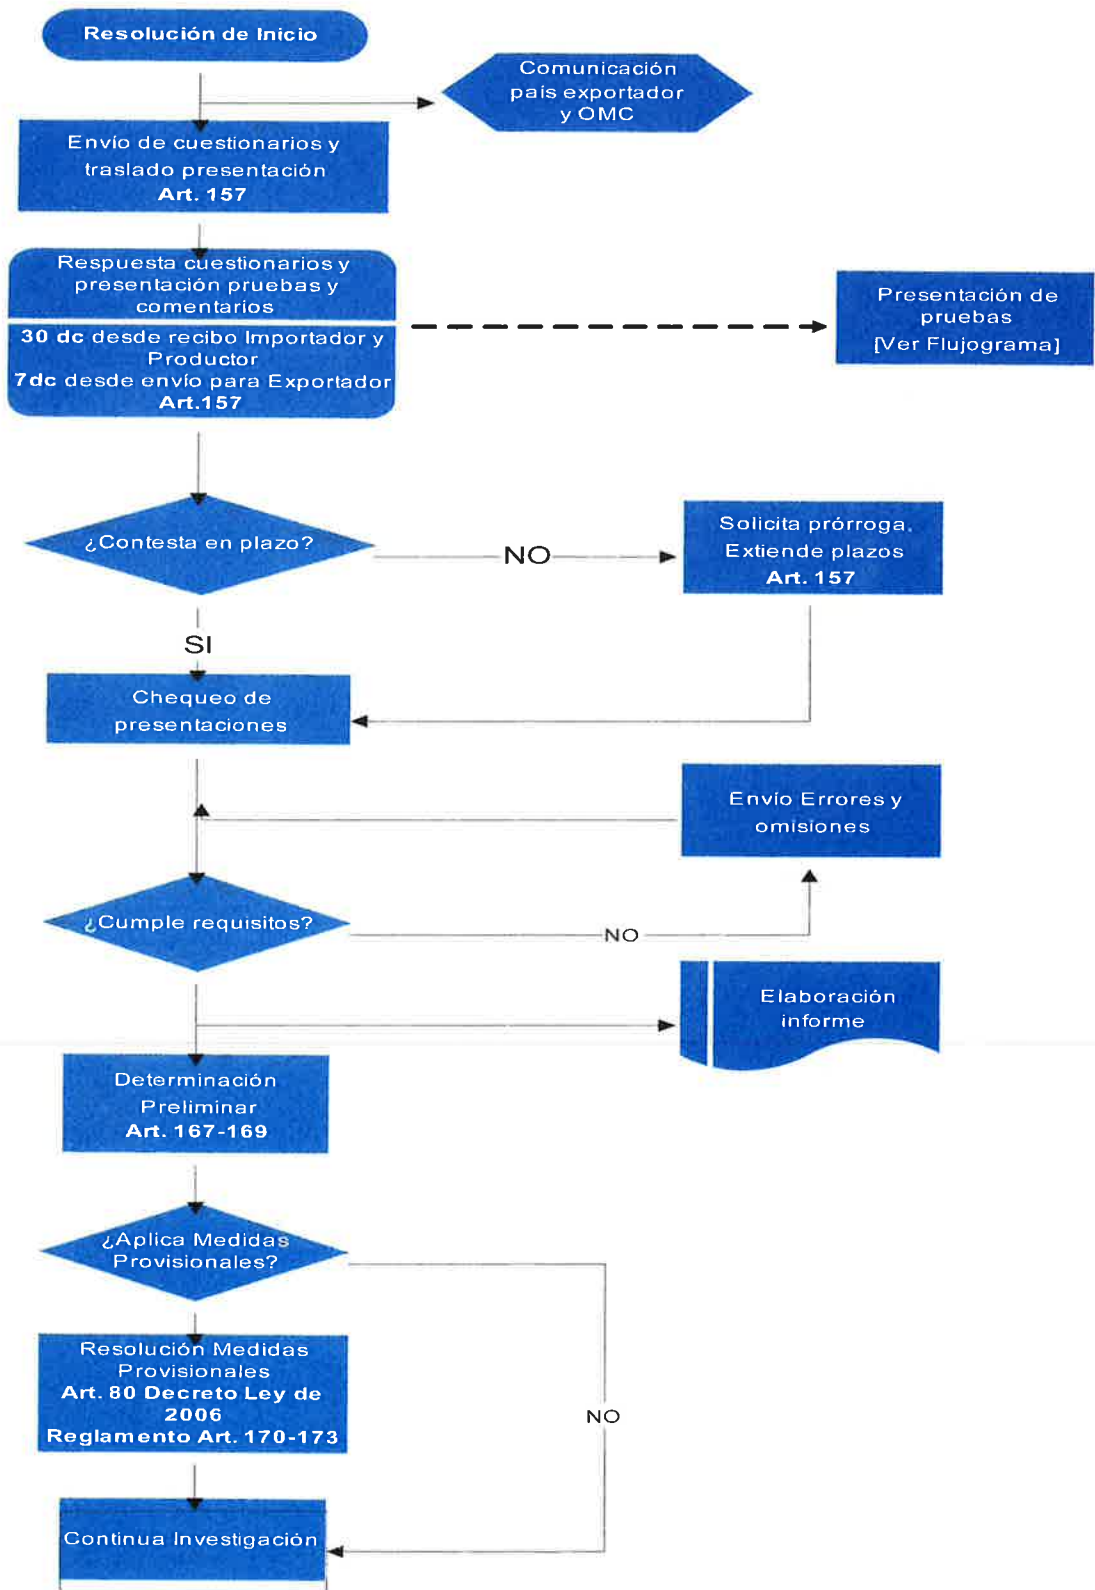 Resolución de Inicio
Comunicación
país exportador
y OMC
Envío de cuestionarios y
traslado presentación
Art. 157
Respuesta cuestionarios y
presentación pruebas y
comentarios
30 dc desde recibo Importador y
Productor
7dc desde envío para Exportador
Art.157
Presentación de
pruebas
[Ver Flujograma]
¿Contesta en plazo?
NO
Solicita prórroga,
Extiende plazos
Art. 157
SI
Chequeo de
presentaciones
Envío Errores y
omisiones
¿Cumple requisitos?
NO
Elaboración
informe
Determinación
Preliminar
Art. 167-169
¿Aplica Medidas
Provisionales?
Resolución Medidas
Provisionales
Art. 80 Decreto Ley de
2006
Reglamento Art. 170-173
NO
Continua Investigación